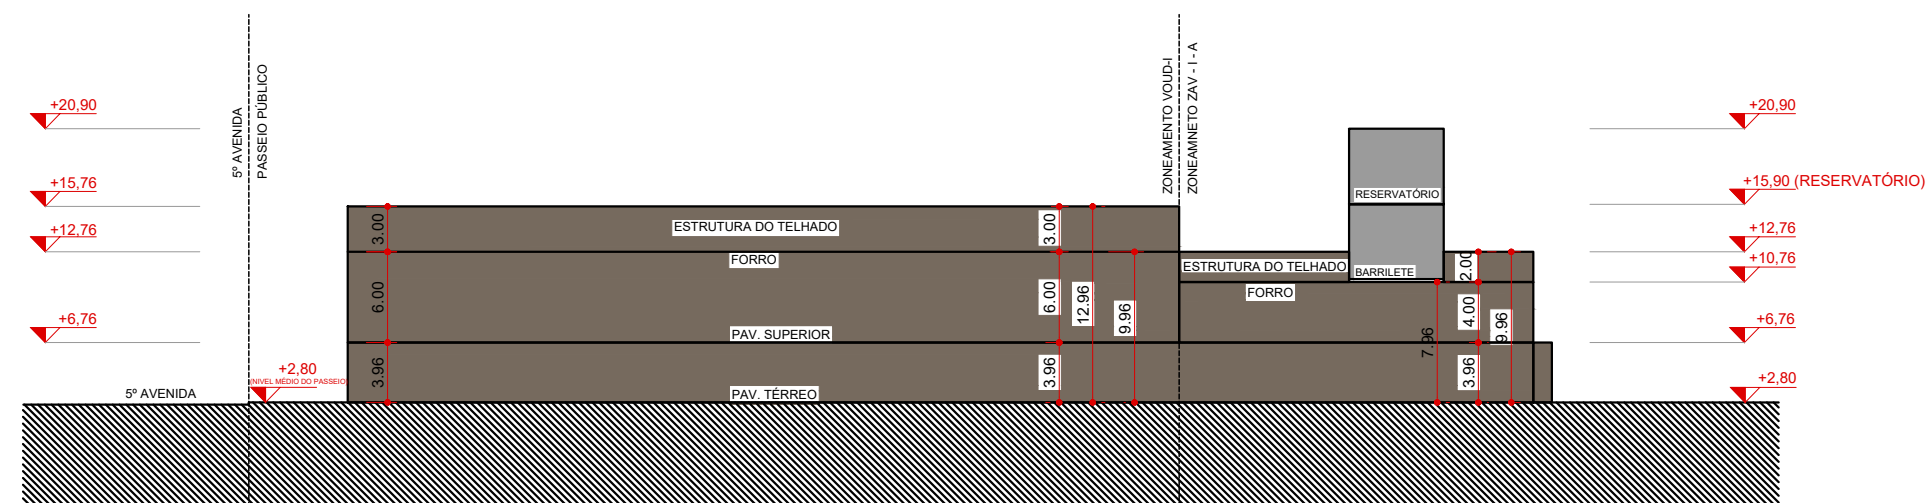 +20,90
+15,76
+12,76
+6,76
5º AVENIDA
5º AVENIDA
PASSEIO PÚBLICO
+2,80
(NIVEL MÉDIO DO PASSEIO)
3.00
6.00
3.96
ESTRUTURA DO TELHADO
FORRO
PAV. SUPERIOR
PAV. TÉRREO
3.00
6.00
3.96
12.96
9.96
ZONEAMENTO VOUD-I
ZONEAMNETO ZAV - I - A
ESTRUTURA DO TELHADO
FORRO
RESERVATÓRIO
BARRILETE
7.96
2.00
4.00
3.96
9.96
+20,90
+15,90 (RESERVATÓRIO)
+12,76
+10,76
+6,76
+2,80